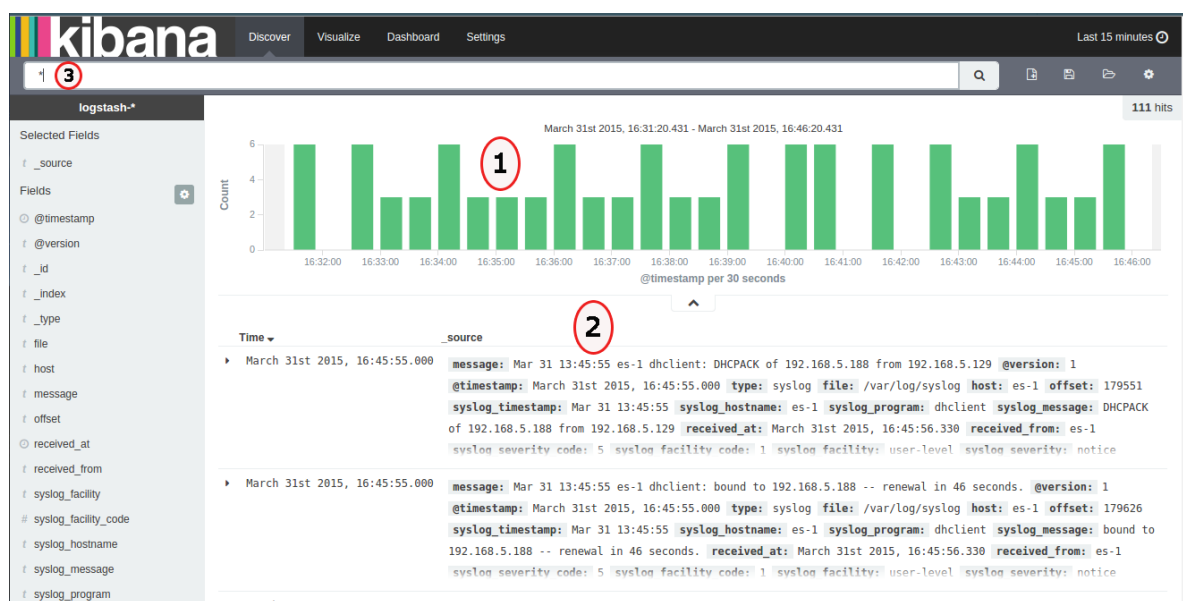 kibana Discover Visualize Dashboard Settings Last 15 minutes
* 3
logstash-* 111 hits
Selected Fields
t _source
Fields
@timestamp
t @version
t _id
t _index
t _type
t file
t host
t message
t offset
received_at
t received_from
t syslog_facility
# syslog_facility_code
t syslog_hostname
t syslog_message
t syslog_program
March 31st 2015, 16:31:20.431 - March 31st 2015, 16:46:20.431
1
Count
6
4
2
0
16:32:00 16:33:00 16:34:00 16:35:00 16:36:00 16:37:00 16:38:00 16:39:00 16:40:00 16:41:00 16:42:00 16:43:00 16:44:00 16:45:00 16:46:00
@timestamp per 30 seconds
2
Time _source
March 31st 2015, 16:45:55.000 message: Mar 31 13:45:55 es-1 dhclient: DHCPACK of 192.168.5.188 from 192.168.5.129 @version: 1
@timestamp: March 31st 2015, 16:45:55.000 type: syslog file: /var/log/syslog host: es-1 offset: 179551
syslog_timestamp: Mar 31 13:45:55 syslog_hostname: es-1 syslog_program: dhclient syslog_message: DHCPACK
of 192.168.5.188 from 192.168.5.129 received_at: March 31st 2015, 16:45:56.330 received_from: es-1
syslog_severity_code: 5 syslog_facility_code: 1 syslog_facility: user-level syslog_severity: notice
March 31st 2015, 16:45:55.000 message: Mar 31 13:45:55 es-1 dhclient: bound to 192.168.5.188 -- renewal in 46 seconds. @version: 1
@timestamp: March 31st 2015, 16:45:55.000 type: syslog file: /var/log/syslog host: es-1 offset: 179626
syslog_timestamp: Mar 31 13:45:55 syslog_hostname: es-1 syslog_program: dhclient syslog_message: bound to
192.168.5.188 -- renewal in 46 seconds. received_at: March 31st 2015, 16:45:56.330 received_from: es-1
syslog_severity_code: 5 syslog_facility_code: 1 syslog_facility: user-level syslog_severity: notice